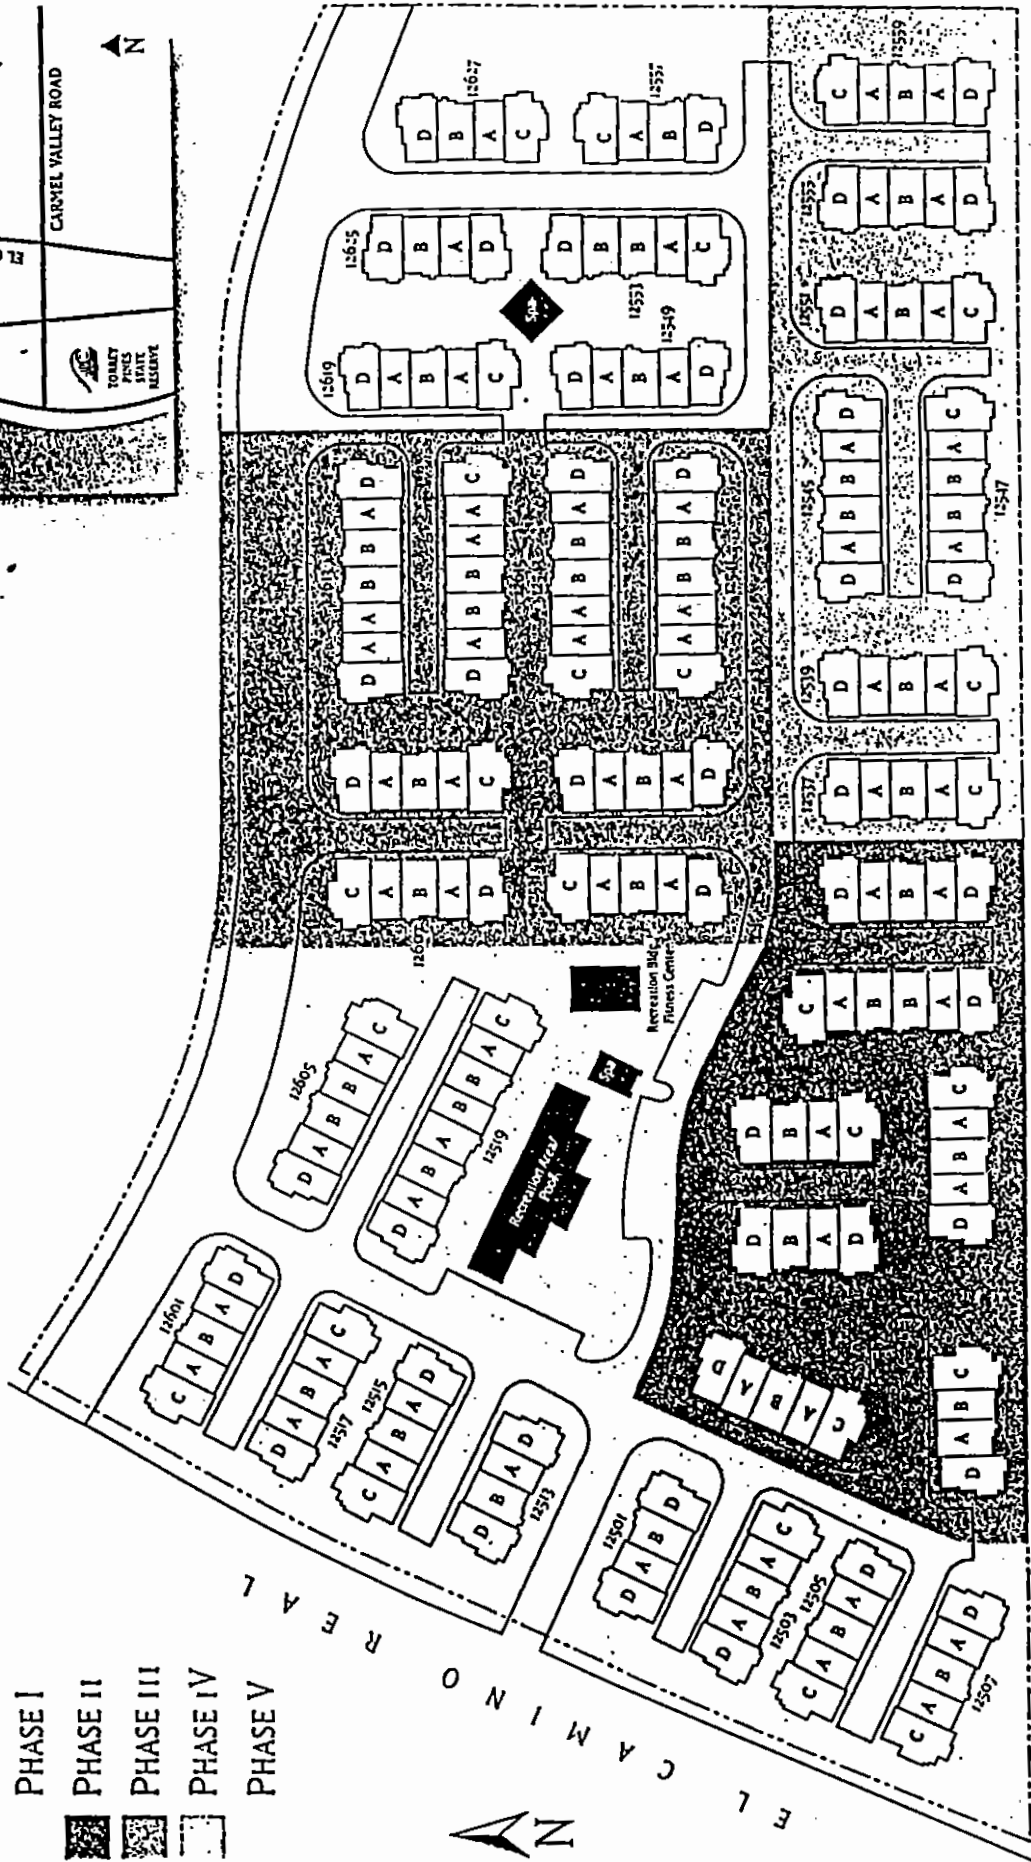 PHASE I
PHASE II
PHASE III
PHASE IV
PHASE V
N
EL CAMINO REAL
N
CARMEL VALLEY ROAD
TORREY
PINES
STATE
RESERVE
12627
D B A C
12557
C A B D
12559
C A B A D
12625
D B A D
12553
D B B A C
12555
D A B A D
12619
D A B A C
Spa
12549
D A B A D
12551
D A B A C
D A A B B A D
D A B B A A C
C A A B B A D
C A A B B A D
12545
D A B B A D
12547
D A B B A C
D A B A C
D A B A D
12539
D A B A C
C A B A D
C A B A D
12537
D A B A C
12605
D A B B A C
12519
D A B A B B A C
Recreation Bldg.
Fitness Center
Spa
Recreation Area/
Pool
D A B A D
C A B B A D
D B A C
D B A D
D A B A C
C A B A D
D A B C
12601
C A B A D
12517
D A B A C
12515
C A B A D
12513
D B A D
12501
D A B D
12503
D A B A C
12505
C A B A D
12507
C A B A D